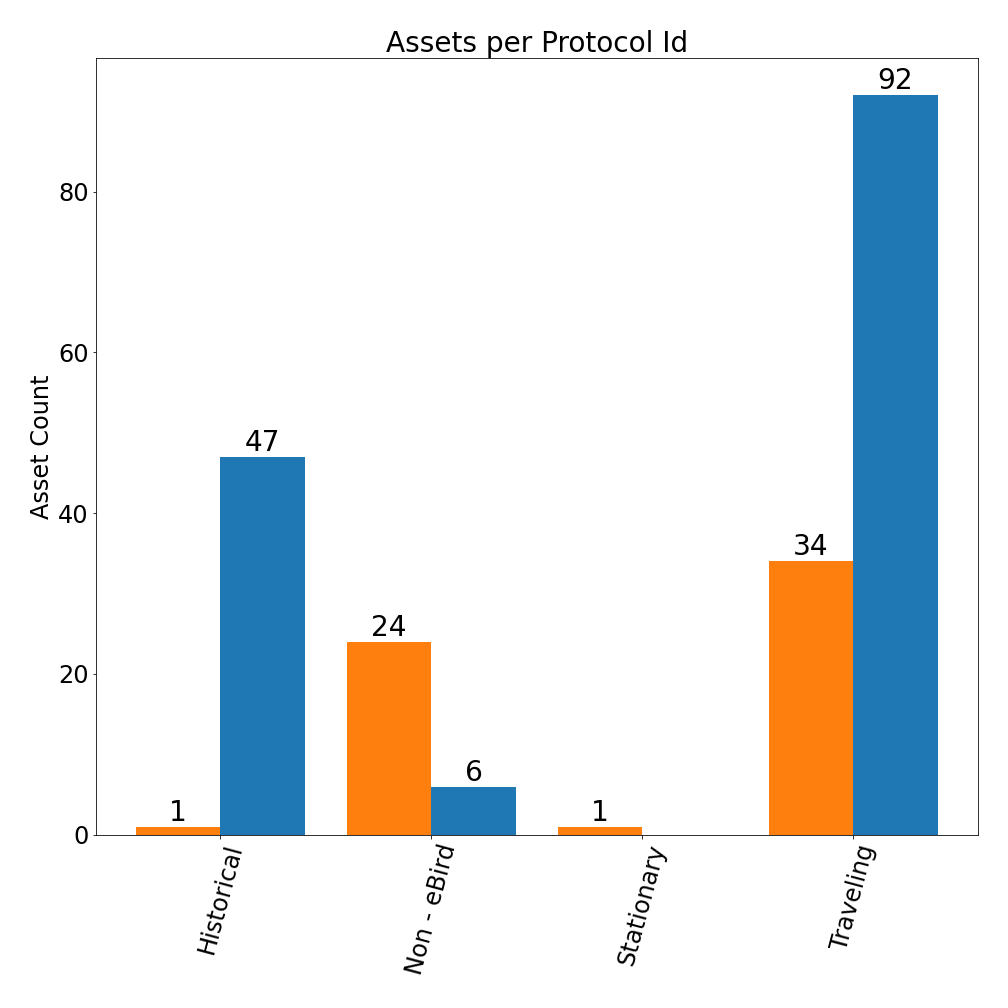 Assets per Protocol Id
Asset Count
80
60
40
20
0
1
47
24
6
1
34
92
Historical
Non - eBird
Stationary
Traveling